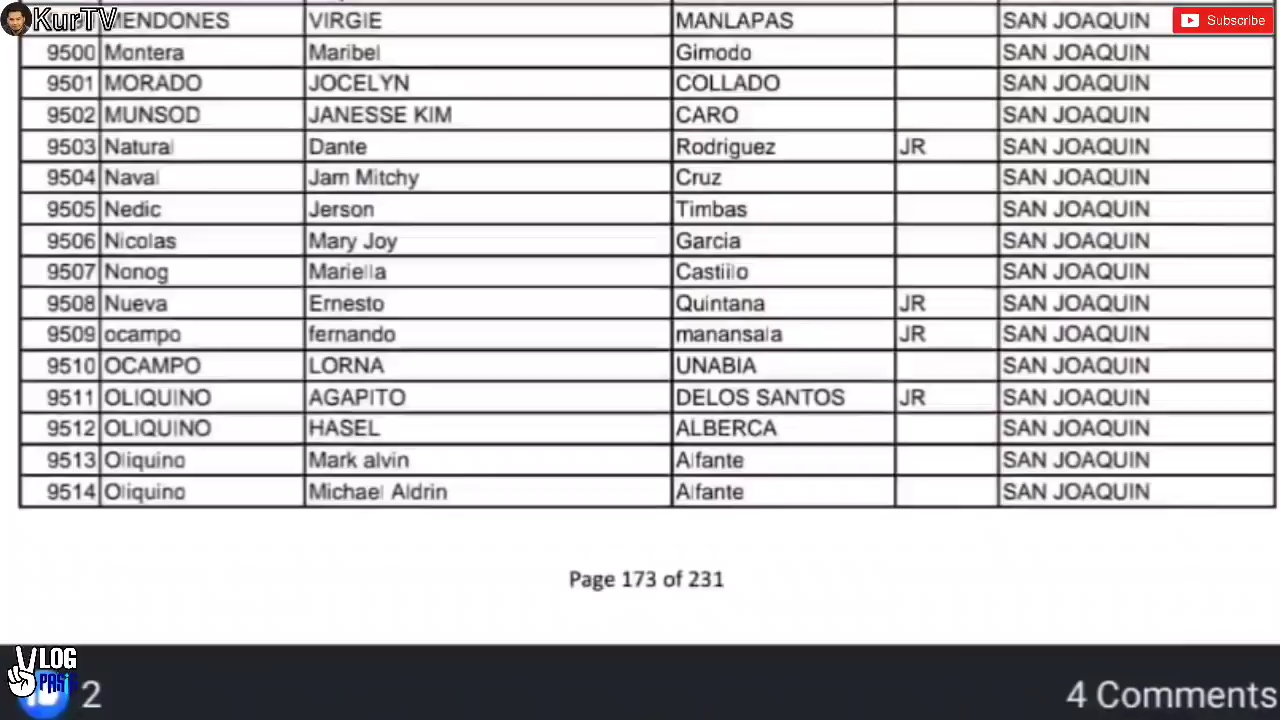 KurTV MENDONES VIRGIE MANLAPAS SAN JOAQUIN Subscribe
9500 Montera Maribel Gimodo SAN JOAQUIN
9501 MORADO JOCELYN COLLADO SAN JOAQUIN
9502 MUNSOD JANESSE KIM CARO SAN JOAQUIN
9503 Natural Dante Rodriguez JR SAN JOAQUIN
9504 Naval Jam Mitchy Cruz SAN JOAQUIN
9505 Nedic Jerson Timbas SAN JOAQUIN
9506 Nicolas Mary Joy Garcia SAN JOAQUIN
9507 Nonog Mariella Castiilo SAN JOAQUIN
9508 Nueva Ernesto Quintana JR SAN JOAQUIN
9509 ocampo fernando manansala JR SAN JOAQUIN
9510 OCAMPO LORNA UNABIA SAN JOAQUIN
9511 OLIQUINO AGAPITO DELOS SANTOS JR SAN JOAQUIN
9512 OLIQUINO HASEL ALBERCA SAN JOAQUIN
9513 Oliquino Mark alvin Alfante SAN JOAQUIN
9514 Oliquino Michael Aldrin Alfante SAN JOAQUIN
Page 173 of 231
VLOG
2 4 Comments